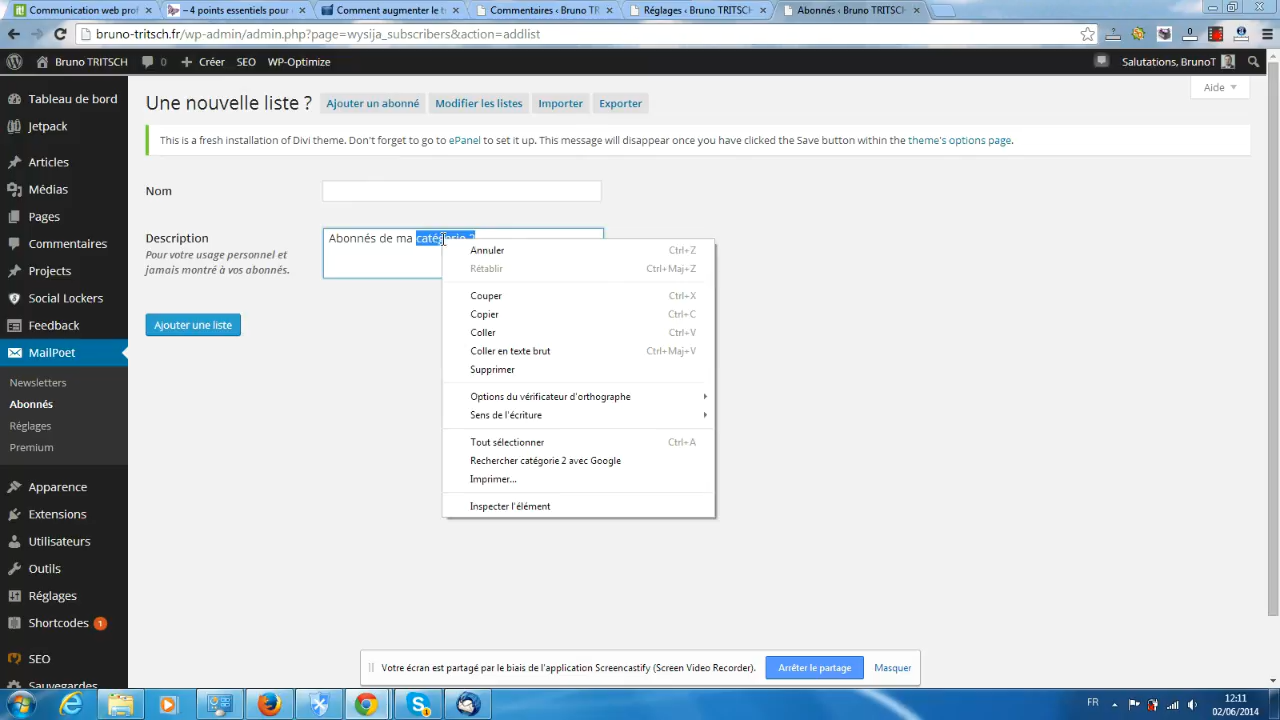 Communication web prof
– 4 points essentiels pour
Comment augmenter le t
Commentaires ‹ Bruno TR
Réglages ‹ Bruno TRITSCH
Abonnés ‹ Bruno TRITSCH
bruno-tritsch.fr/wp-admin/admin.php?page=wysija_subscribers&action=addlist
Bruno TRITSCH
0
Créer
SEO
WP-Optimize
Salutations, BrunoT
Aide
Tableau de bord
Jetpack
Articles
Médias
Pages
Commentaires
Projects
Social Lockers
Feedback
MailPoet
Newsletters
Abonnés
Réglages
Premium
Apparence
Extensions
Utilisateurs
Outils
Réglages
Shortcodes 1
SEO
Sauvegardes
Une nouvelle liste ?
Ajouter un abonné
Modifier les listes
Importer
Exporter
This is a fresh installation of Divi theme. Don't forget to go to ePanel to set it up. This message will disappear once you have clicked the Save button within the theme's options page.
Nom
Description
Pour votre usage personnel et
jamais montré à vos abonnés.
Abonnés de ma catégorie 2
Ajouter une liste
Annuler Ctrl+Z
Rétablir Ctrl+Maj+Z
Couper Ctrl+X
Copier Ctrl+C
Coller Ctrl+V
Coller en texte brut Ctrl+Maj+V
Supprimer
Options du vérificateur d'orthographe
Sens de l'écriture
Tout sélectionner Ctrl+A
Rechercher catégorie 2 avec Google
Imprimer...
Inspecter l'élément
Votre écran est partagé par le biais de l'application Screencastify (Screen Video Recorder).
Arrêter le partage
Masquer
FR
12:11
02/06/2014